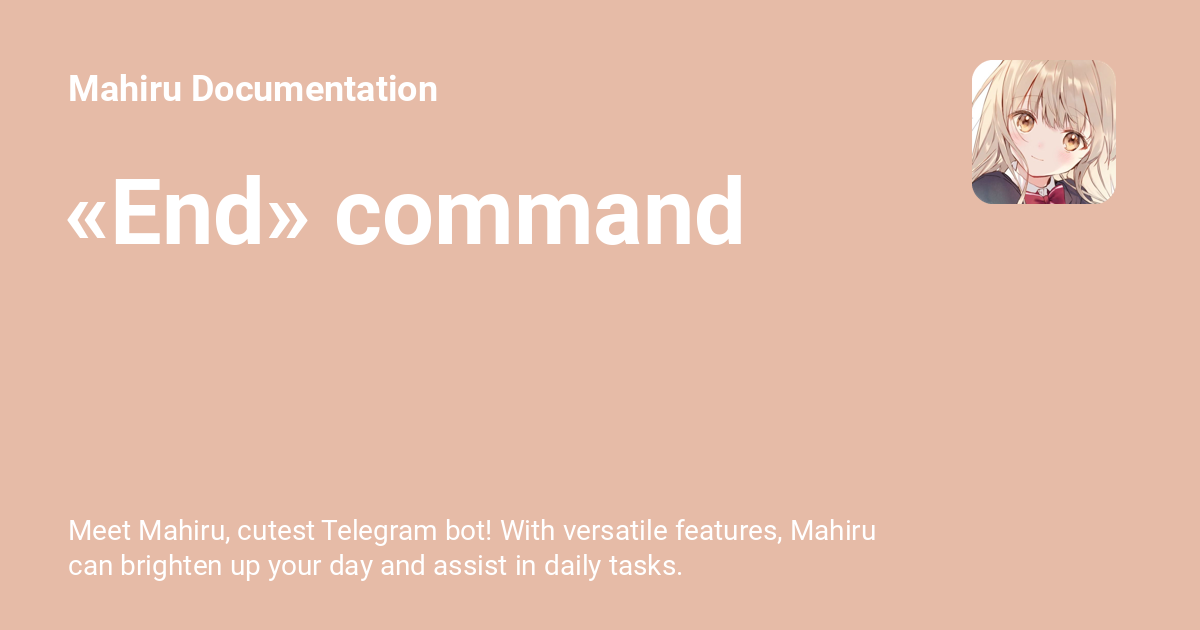 Mahiru Documentation
«End» command
Meet Mahiru, cutest Telegram bot! With versatile features, Mahiru
can brighten up your day and assist in daily tasks.